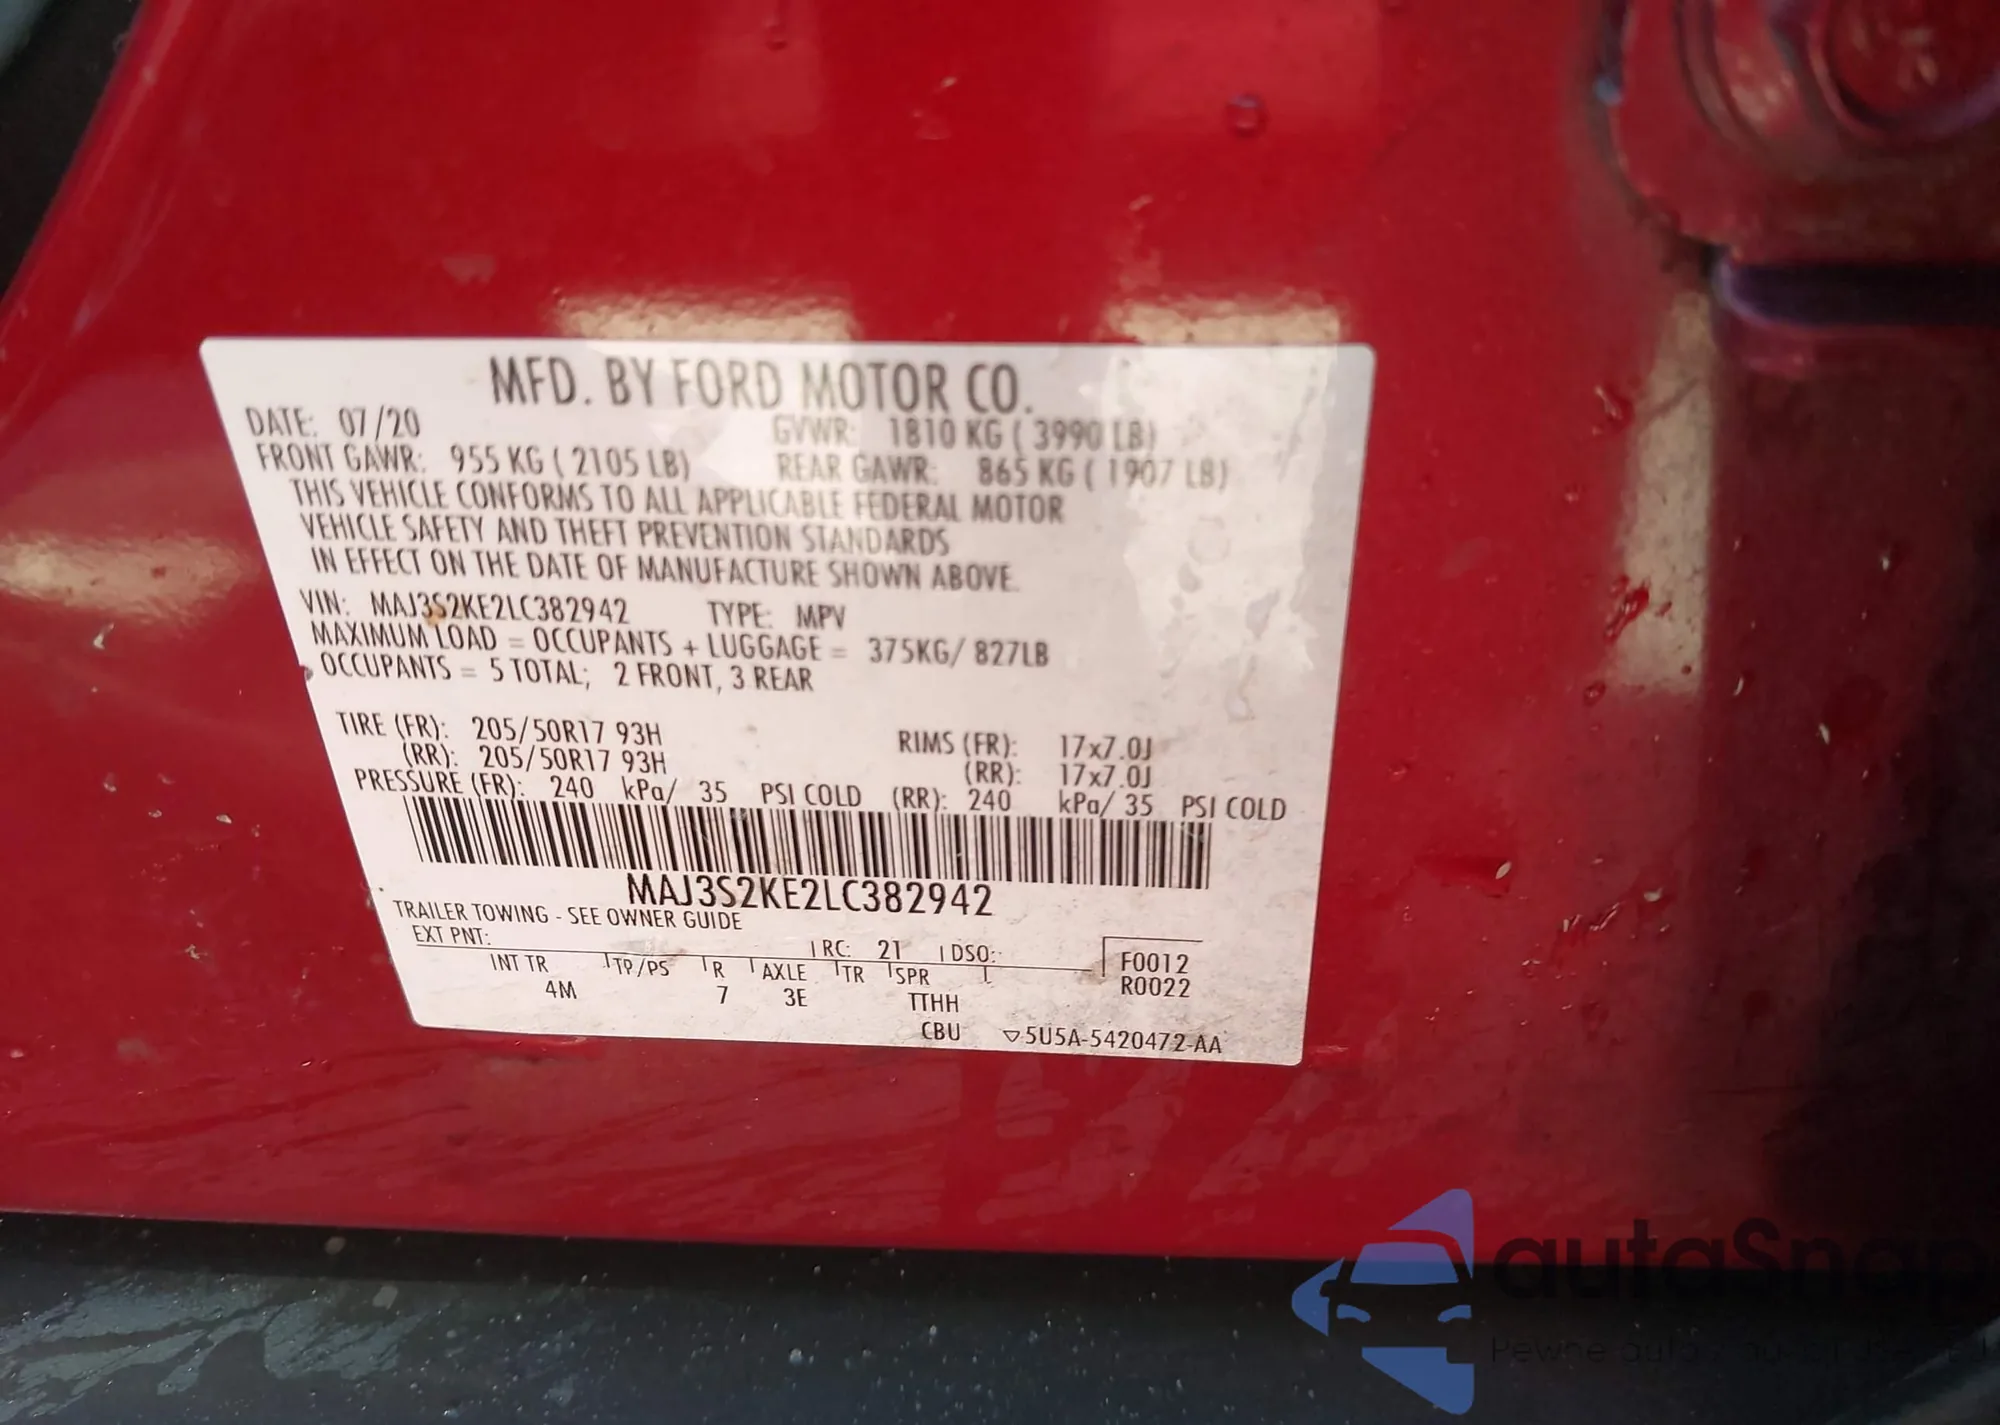 MFD. BY FORD MOTOR CO.
DATE: 07/20 GVWR: 1810 KG ( 3990 LB)
FRONT GAWR: 955 KG ( 2105 LB) REAR GAWR: 865 KG ( 1907 LB)
THIS VEHICLE CONFORMS TO ALL APPLICABLE FEDERAL MOTOR
VEHICLE SAFETY AND THEFT PREVENTION STANDARDS
IN EFFECT ON THE DATE OF MANUFACTURE SHOWN ABOVE.
VIN: MAJ3S2KE2LC382942 TYPE: MPV
MAXIMUM LOAD = OCCUPANTS + LUGGAGE = 375KG/ 827LB
OCCUPANTS = 5 TOTAL; 2 FRONT, 3 REAR
TIRE (FR): 205/50R17 93H RIMS (FR): 17x7.0J
(RR): 205/50R17 93H (RR): 17x7.0J
PRESSURE (FR): 240 kPa/ 35 PSI COLD (RR): 240 kPa/ 35 PSI COLD
MAJ3S2KE2LC382942
TRAILER TOWING - SEE OWNER GUIDE
EXT PNT: RC: 21 DSO:
INT TR TP/PS R AXLE TR SPR F0012
4M 7 3E TTHH R0022
CBU ▽5U5A-5420472-AA
autaSnap
Pewne auto